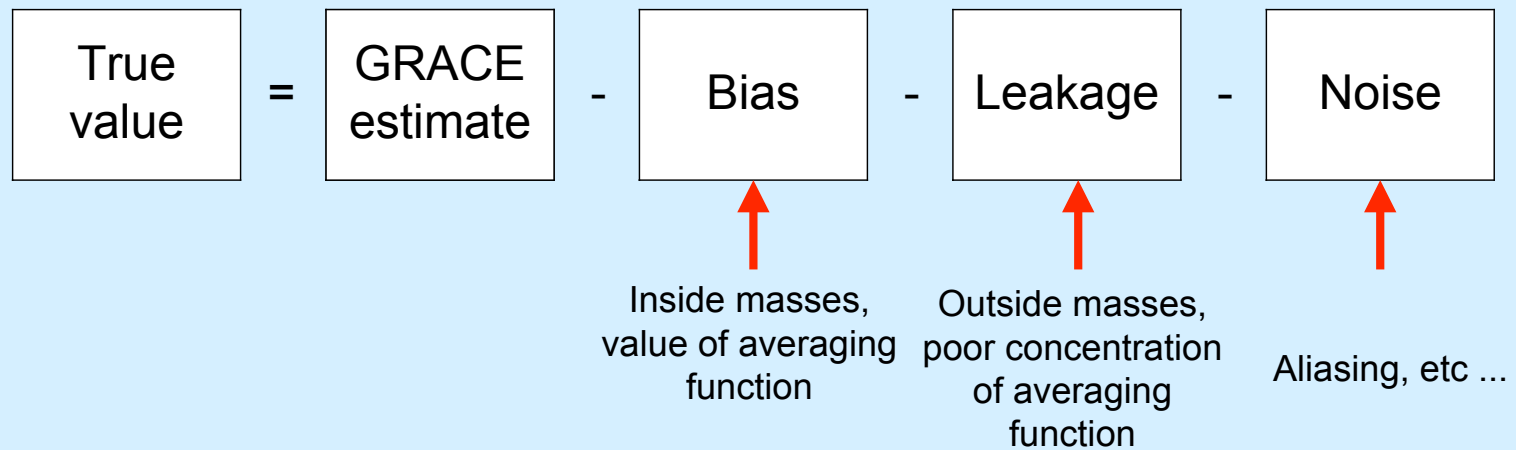 True
value
=
GRACE
estimate
-
Bias
-
Leakage
-
Noise
Inside masses,
value of averaging
function
Outside masses,
poor concentration
of averaging
function
Aliasing, etc ...